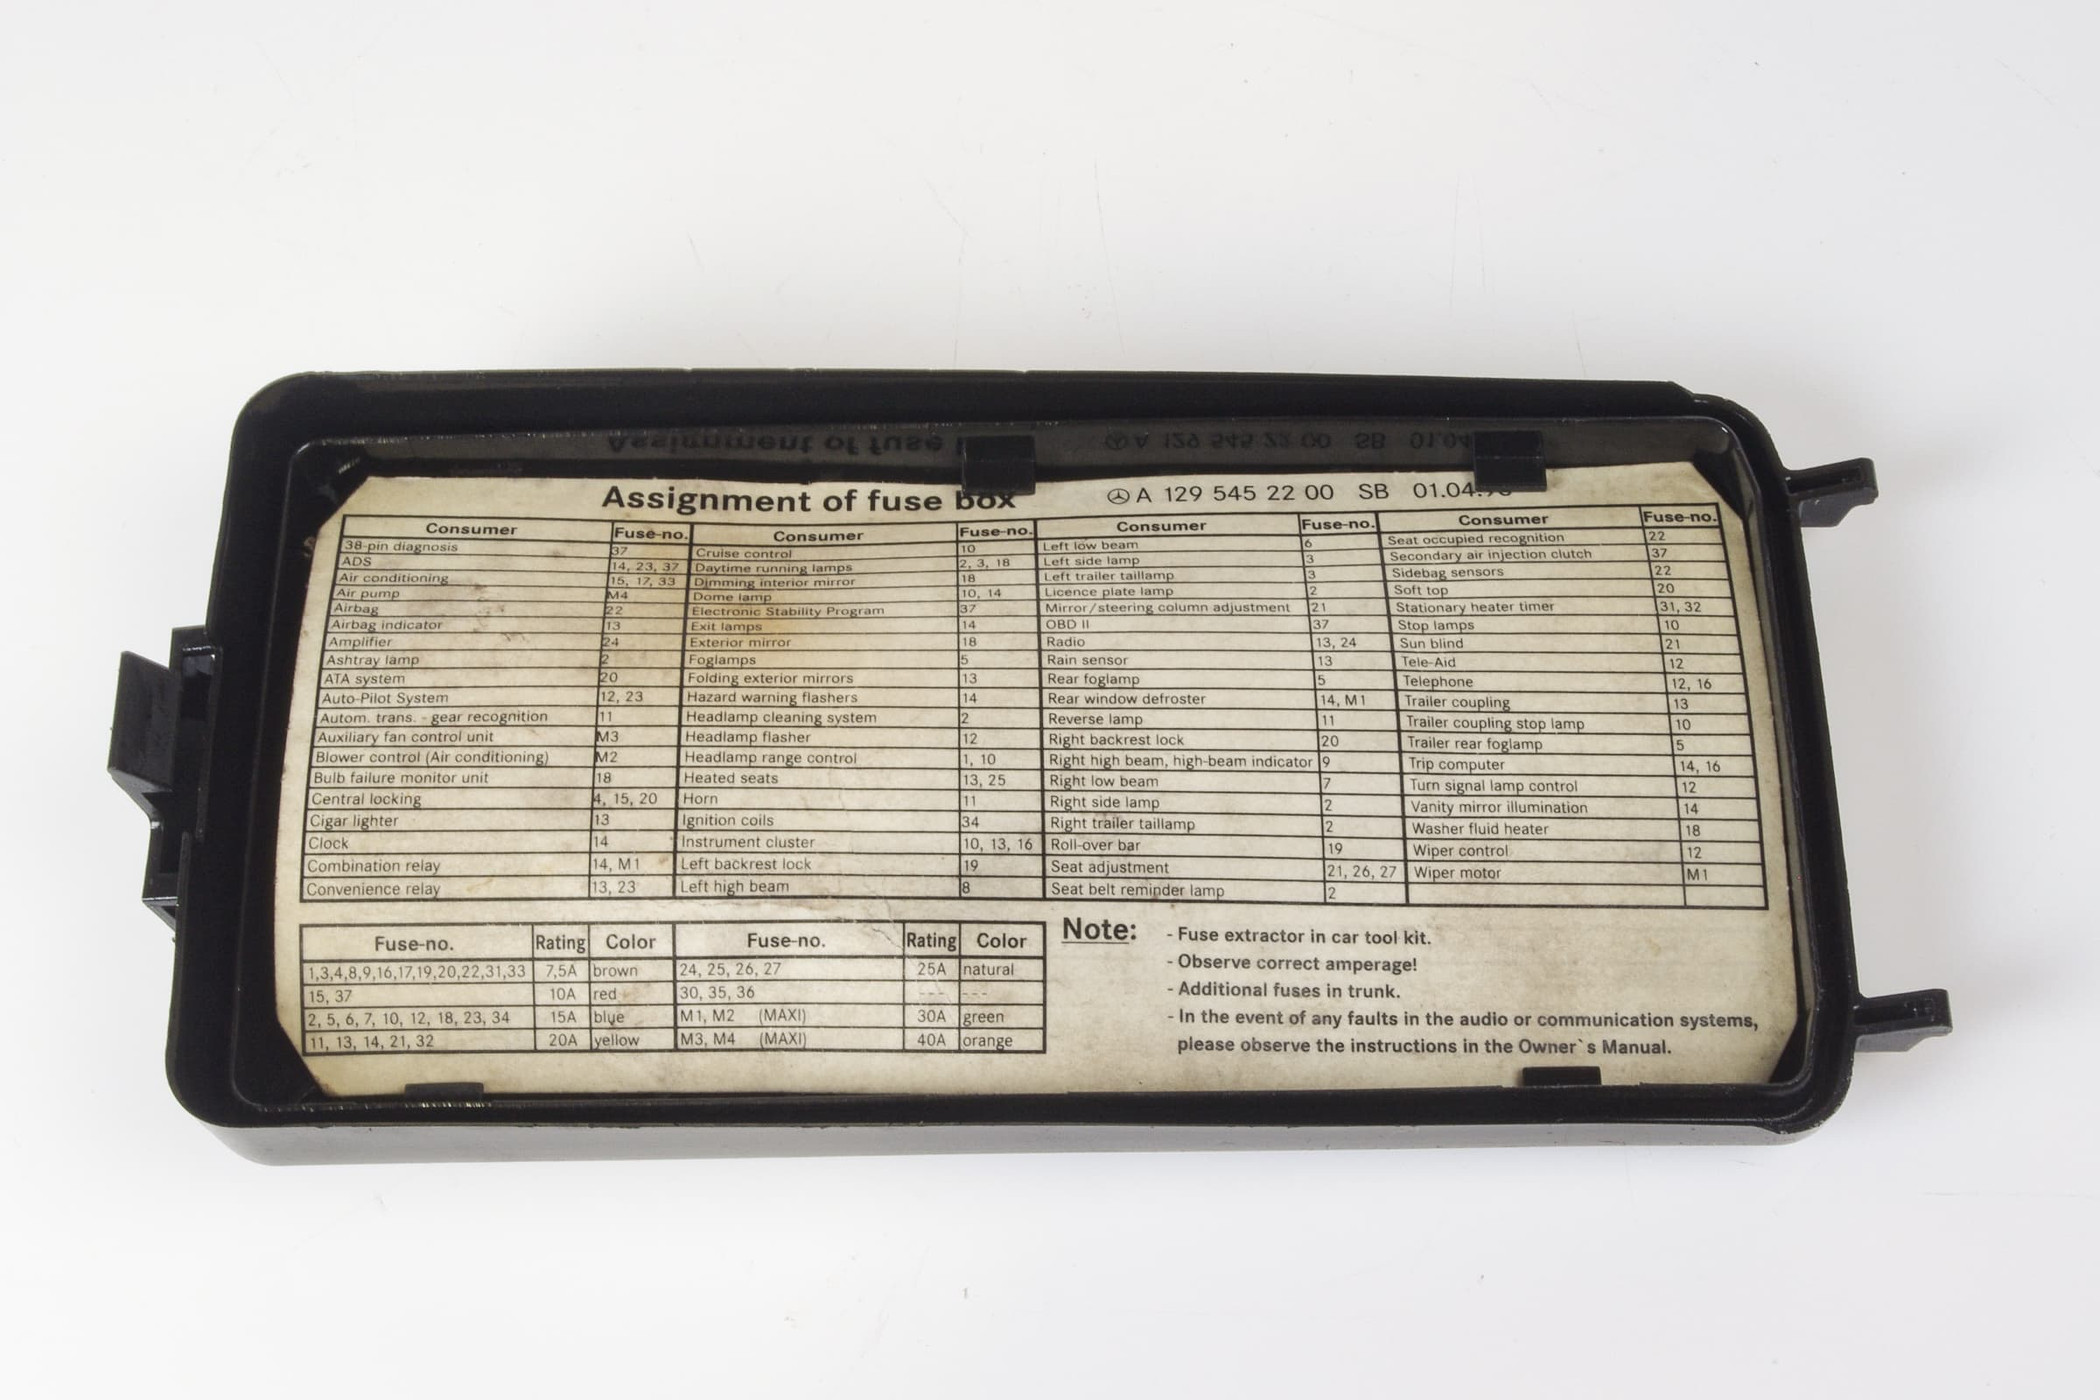 Assignment of fuse box A 129 545 22 00 SB 01.04.
Consumer Fuse-no. Consumer Fuse-no. Consumer Fuse-no. Consumer Fuse-no.
38-pin diagnosis 37 Cruise control 10 Left low beam 6 Seat occupied recognition 22
ADS 14, 23, 37 Daytime running lamps 2, 3, 18 Left side lamp 3 Secondary air injection clutch 37
Air conditioning 15, 17, 33 Dimming interior mirror 18 Left trailer taillamp 3 Sidebag sensors 22
Air pump M4 Dome lamp 10, 14 Licence plate lamp 2 Soft top 20
Airbag 22 Electronic Stability Program 37 Mirror/steering column adjustment 21 Stationary heater timer 31, 32
Airbag indicator 13 Exit lamps 14 OBD II 37 Stop lamps 10
Amplifier 24 Exterior mirror 18 Radio 13, 24 Sun blind 21
Ashtray lamp 2 Foglamps 5 Rain sensor 13 Tele-Aid 12
ATA system 20 Folding exterior mirrors 13 Rear foglamp 5 Telephone 12, 16
Auto-Pilot System 12, 23 Hazard warning flashers 14 Rear window defroster 14, M1 Trailer coupling 13
Autom. trans. - gear recognition 11 Headlamp cleaning system 2 Reverse lamp 11 Trailer coupling stop lamp 10
Auxiliary fan control unit M3 Headlamp flasher 12 Right backrest lock 20 Trailer rear foglamp 5
Blower control (Air conditioning) M2 Headlamp range control 1, 10 Right high beam, high-beam indicator 9 Trip computer 14, 16
Bulb failure monitor unit 18 Heated seats 13, 25 Right low beam 7 Turn signal lamp control 12
Central locking 4, 15, 20 Horn 11 Right side lamp 2 Vanity mirror illumination 14
Cigar lighter 13 Ignition coils 34 Right trailer taillamp 2 Washer fluid heater 18
Clock 14 Instrument cluster 10, 13, 16 Roll-over bar 19 Wiper control 12
Combination relay 14, M1 Left backrest lock 19 Seat adjustment 21, 26, 27 Wiper motor M1
Convenience relay 13, 23 Left high beam 8 Seat belt reminder lamp 2
Fuse-no. Rating Color Fuse-no. Rating Color
1,3,4,8,9,16,17,19,20,22,31,33 7,5A brown 24, 25, 26, 27 25A natural
15, 37 10A red 30, 35, 36 --- ---
2, 5, 6, 7, 10, 12, 18, 23, 34 15A blue M1, M2 (MAXI) 30A green
11, 13, 14, 21, 32 20A yellow M3, M4 (MAXI) 40A orange
Note: - Fuse extractor in car tool kit.
- Observe correct amperage!
- Additional fuses in trunk.
- In the event of any faults in the audio or communication systems,
please observe the instructions in the Owner`s Manual.